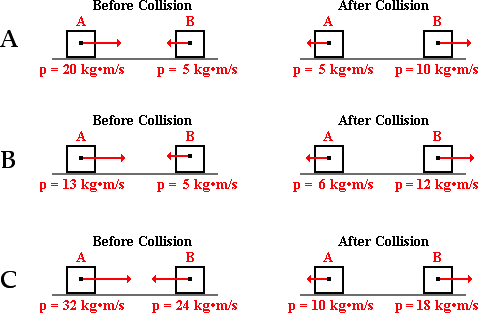 Before Collision After Collision
A B A B
A
p = 20 kg•m/s p = 5 kg•m/s p = 5 kg•m/s p = 10 kg•m/s
Before Collision After Collision
A B A B
B
p = 13 kg•m/s p = 5 kg•m/s p = 6 kg•m/s p = 12 kg•m/s
Before Collision After Collision
A B A B
C
p = 32 kg•m/s p = 24 kg•m/s p = 10 kg•m/s p = 18 kg•m/s